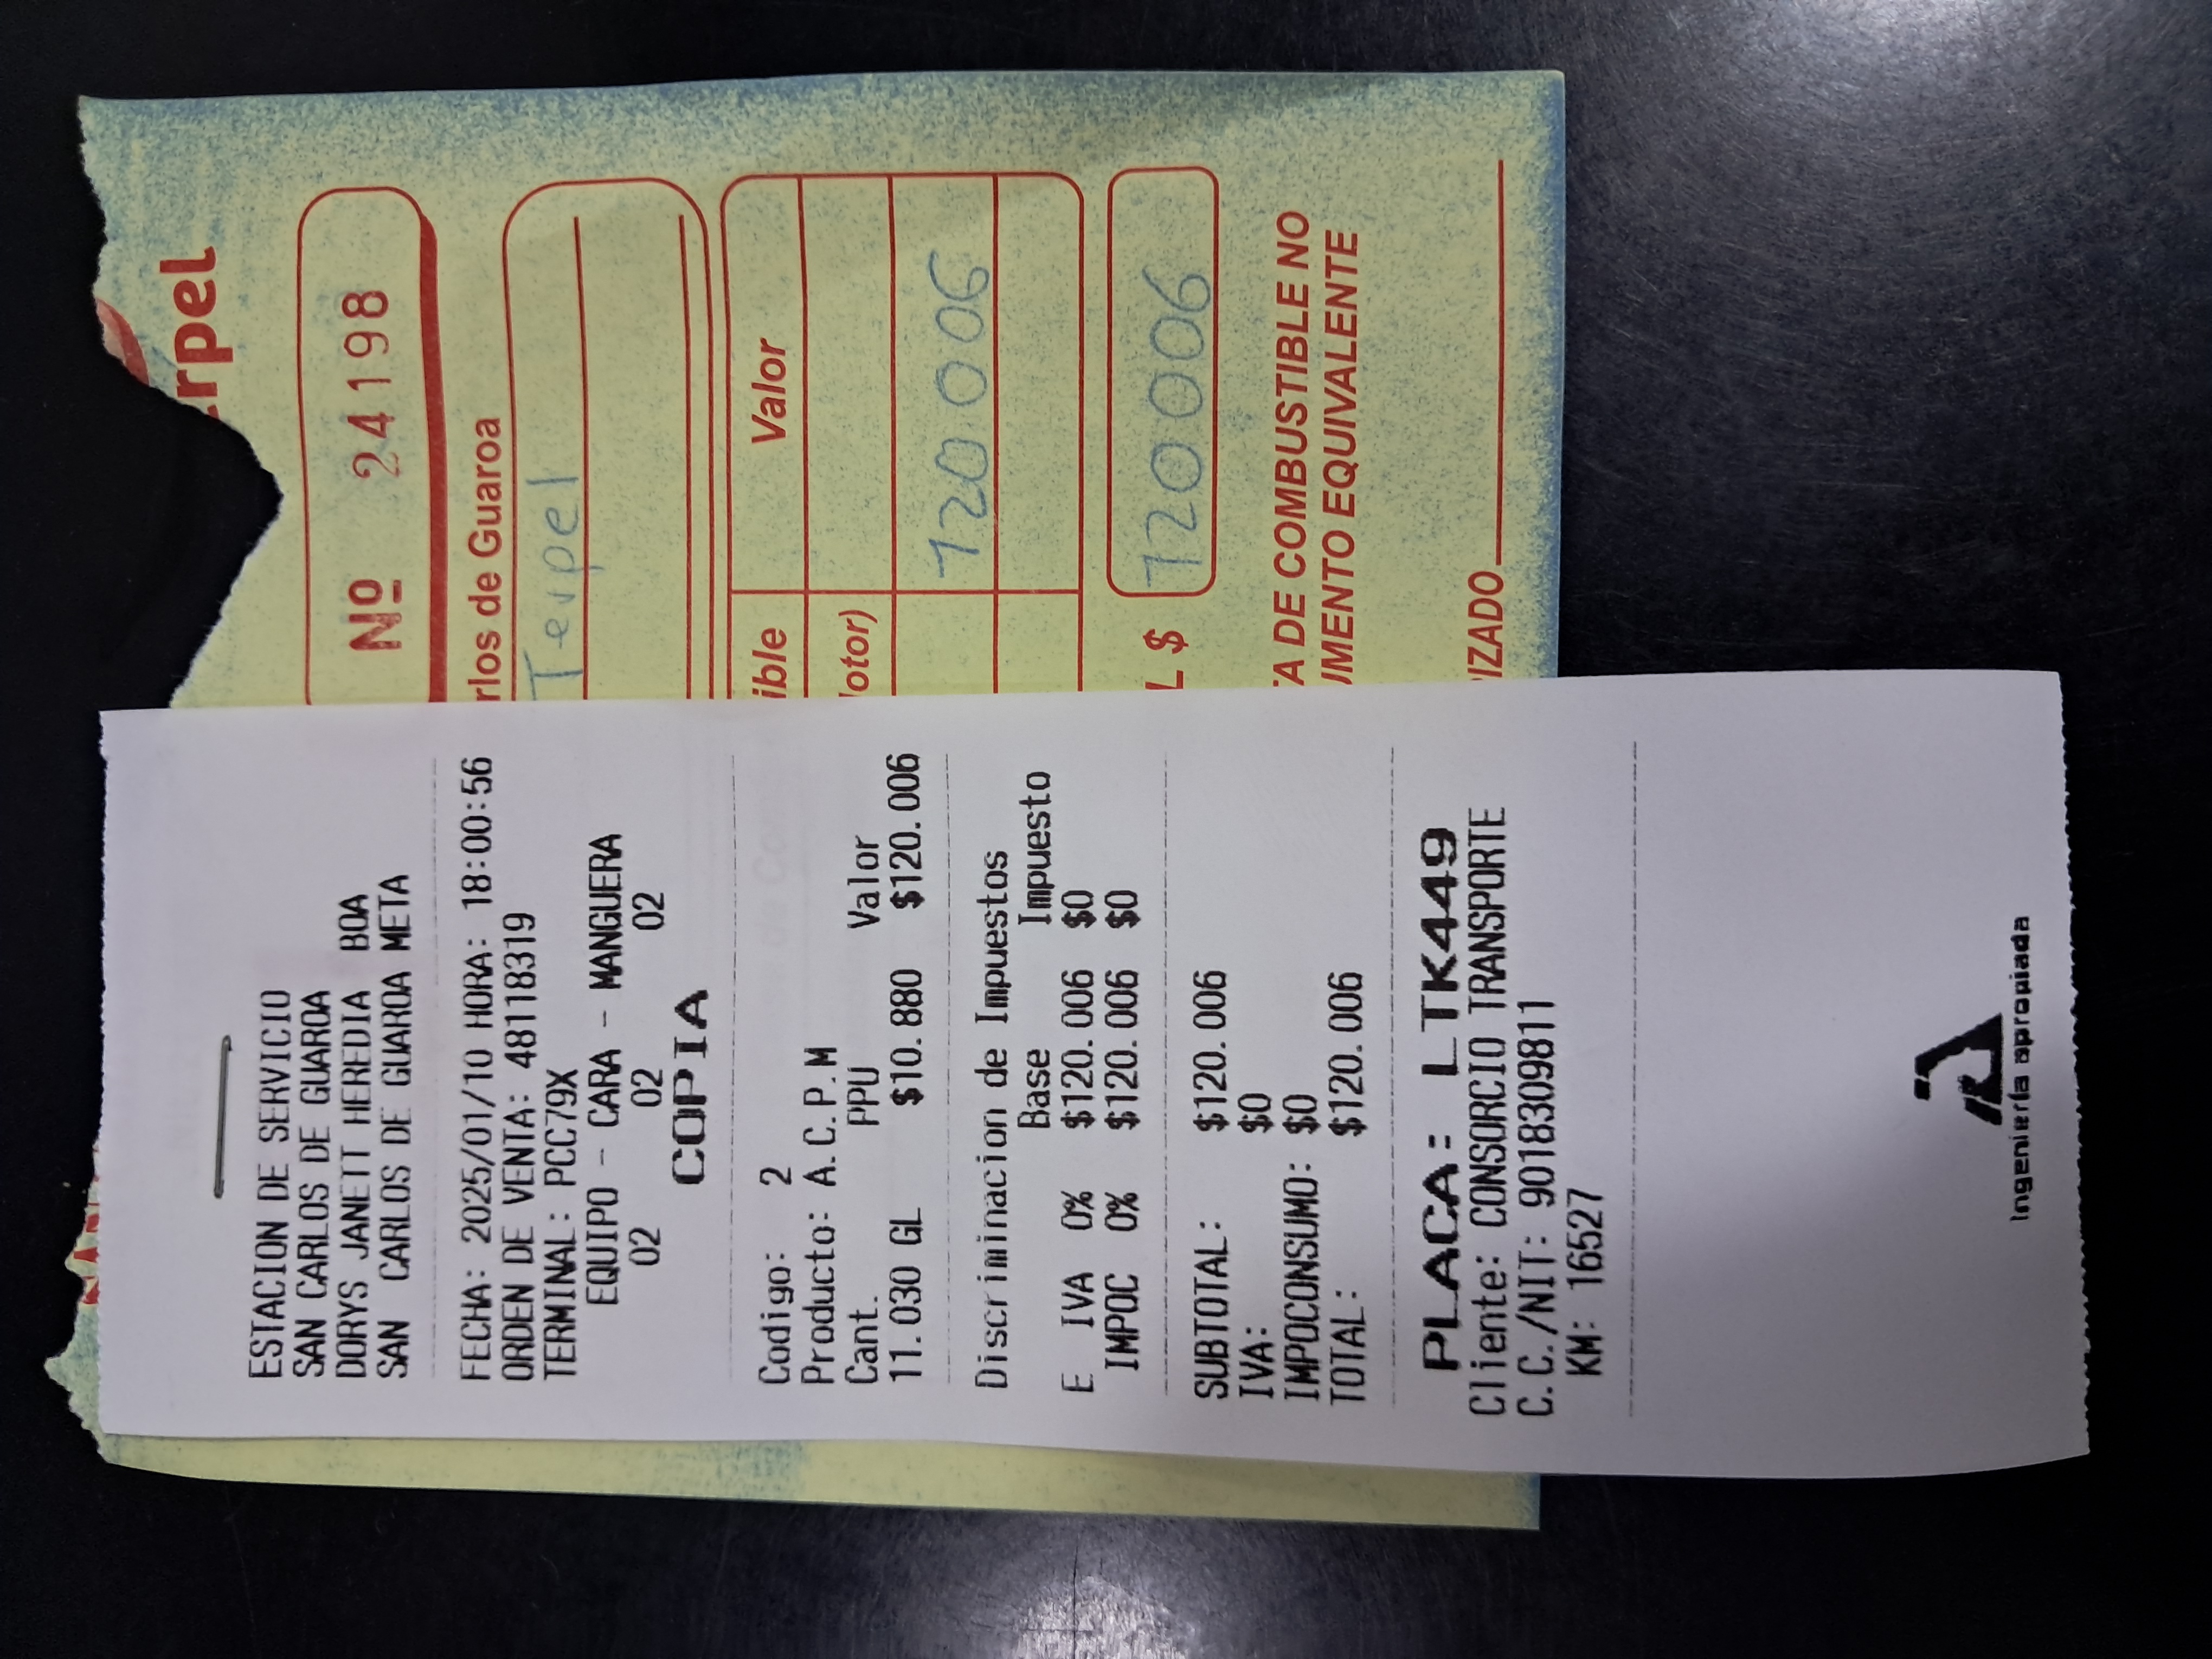 ESTACION DE SERVICIO
SAN CARLOS DE GUAROA
DORYS JANETT HEREDIA BOA
SAN CARLOS DE GUAROA META
FECHA: 2025/01/10 HORA: 18:00:56
ORDEN DE VENTA: 48118319
TERMINAL: PCC79X
EQUIPO - CARA - MANGUERA
02 02 02
COPIA
Codigo: 2
Producto: A.C.P.M
Cant. PPU Valor
11.030 GL $10.880 $120.006
Discriminacion de Impuestos
Base Impuesto
E IVA 0% $120.006 $0
IMPOC 0% $120.006 $0
SUBTOTAL: $120.006
IVA: $0
IMPOCONSUMO: $0
TOTAL: $120.006
PLACA: LTK449
Cliente: CONSORCIO TRANSPORTE
C.C./NIT: 9018309811
KM: 16527
Ingeniería apropiada
rpel
Nº 24198
rlos de Guaroa
Terpel
ible Valor
otor)
120 006
L $ 120006
A DE COMBUSTIBLE NO
UMENTO EQUIVALENTE
IZADO